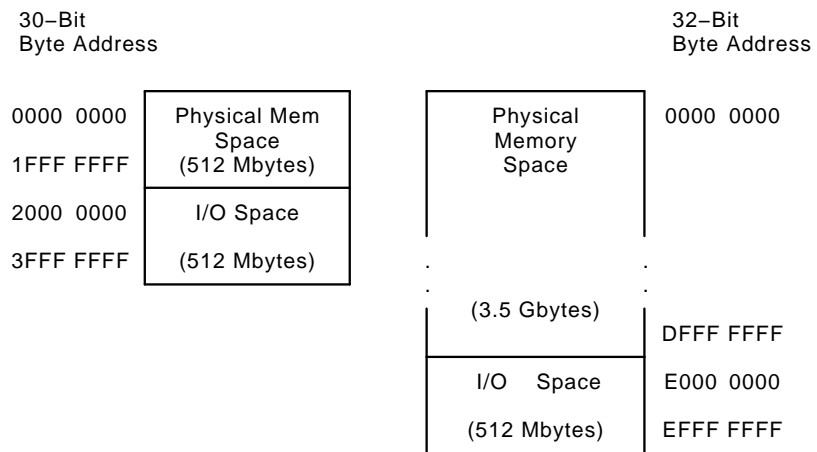 30–Bit
Byte Address
32–Bit
Byte Address
0000 0000
Physical Mem
Space
1FFF FFFF
(512 Mbytes)
2000 0000
I/O Space
3FFF FFFF
(512 Mbytes)
Physical
Memory
Space
0000 0000
. .
. .
(3.5 Gbytes)
DFFF FFFF
I/O Space
E000 0000
(512 Mbytes)
EFFF FFFF